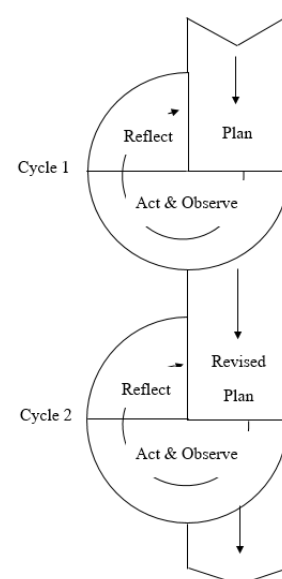 Reflect
Plan
Cycle 1
Act & Observe
Revised
Reflect
Plan
Cycle 2
Act & Observe